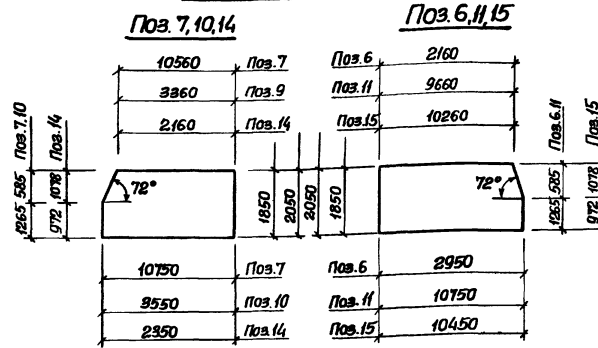 Поз. 7,10,14
Поз. 6,11,15
10560 Поз.7
3360 Поз.9
2160 Поз.14
Поз.6 2160
Поз.11 9660
Поз.15 10260
Поз.7.10
585
1265
Поз.14
1078
972
72°
1850
2050
2050
1850
72°
Поз.6.11
585
1265
Поз.15
1078
972
10750 Поз.7
3550 Поз.10
2350 Поз.14
Поз.6 2950
Поз.11 10750
Поз.15 10450